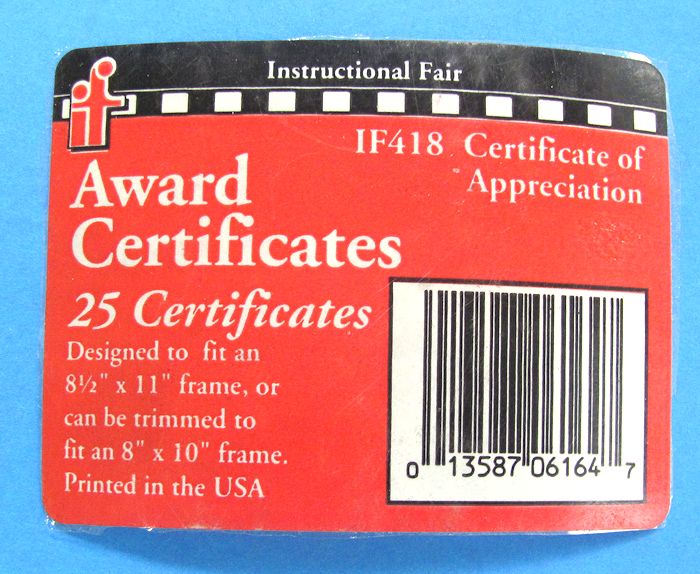 Instructional Fair
if
IF418 Certificate of
Appreciation
Award
Certificates
25 Certificates
Designed to fit an
8½" x 11" frame, or
can be trimmed to
fit an 8" x 10" frame.
Printed in the USA
0 13587 06164 7